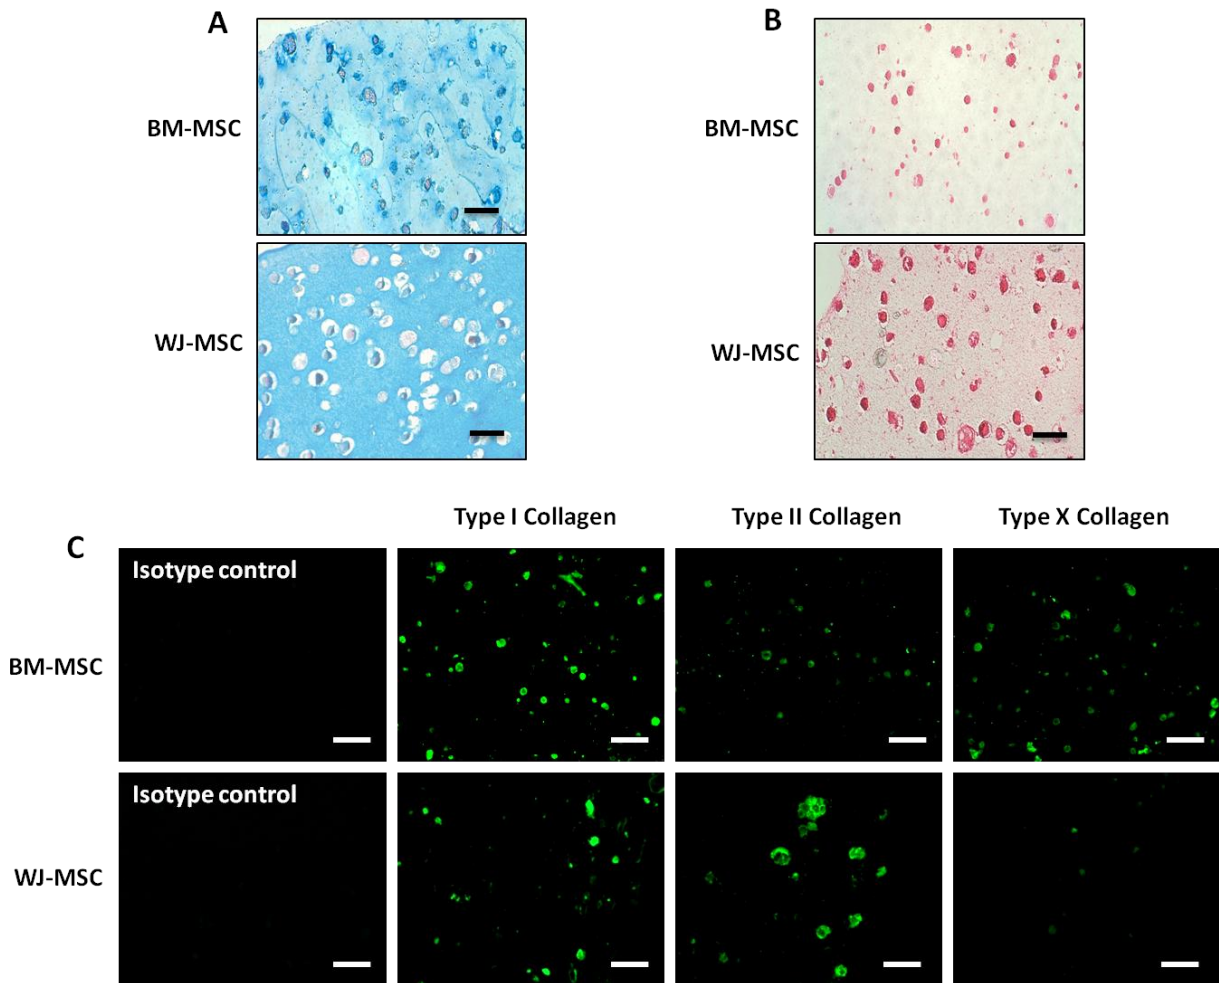 A
B
BM-MSC
BM-MSC
WJ-MSC
WJ-MSC
Type I Collagen
Type II Collagen
Type X Collagen
C
Isotype control
BM-MSC
Isotype control
WJ-MSC